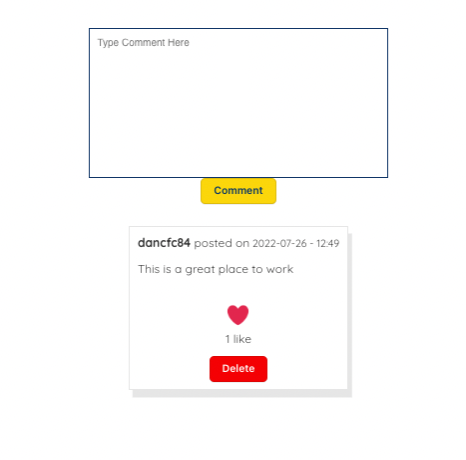 Type Comment Here
Comment
dancfc84 posted on 2022-07-26 - 12:49
This is a great place to work
1 like
Delete